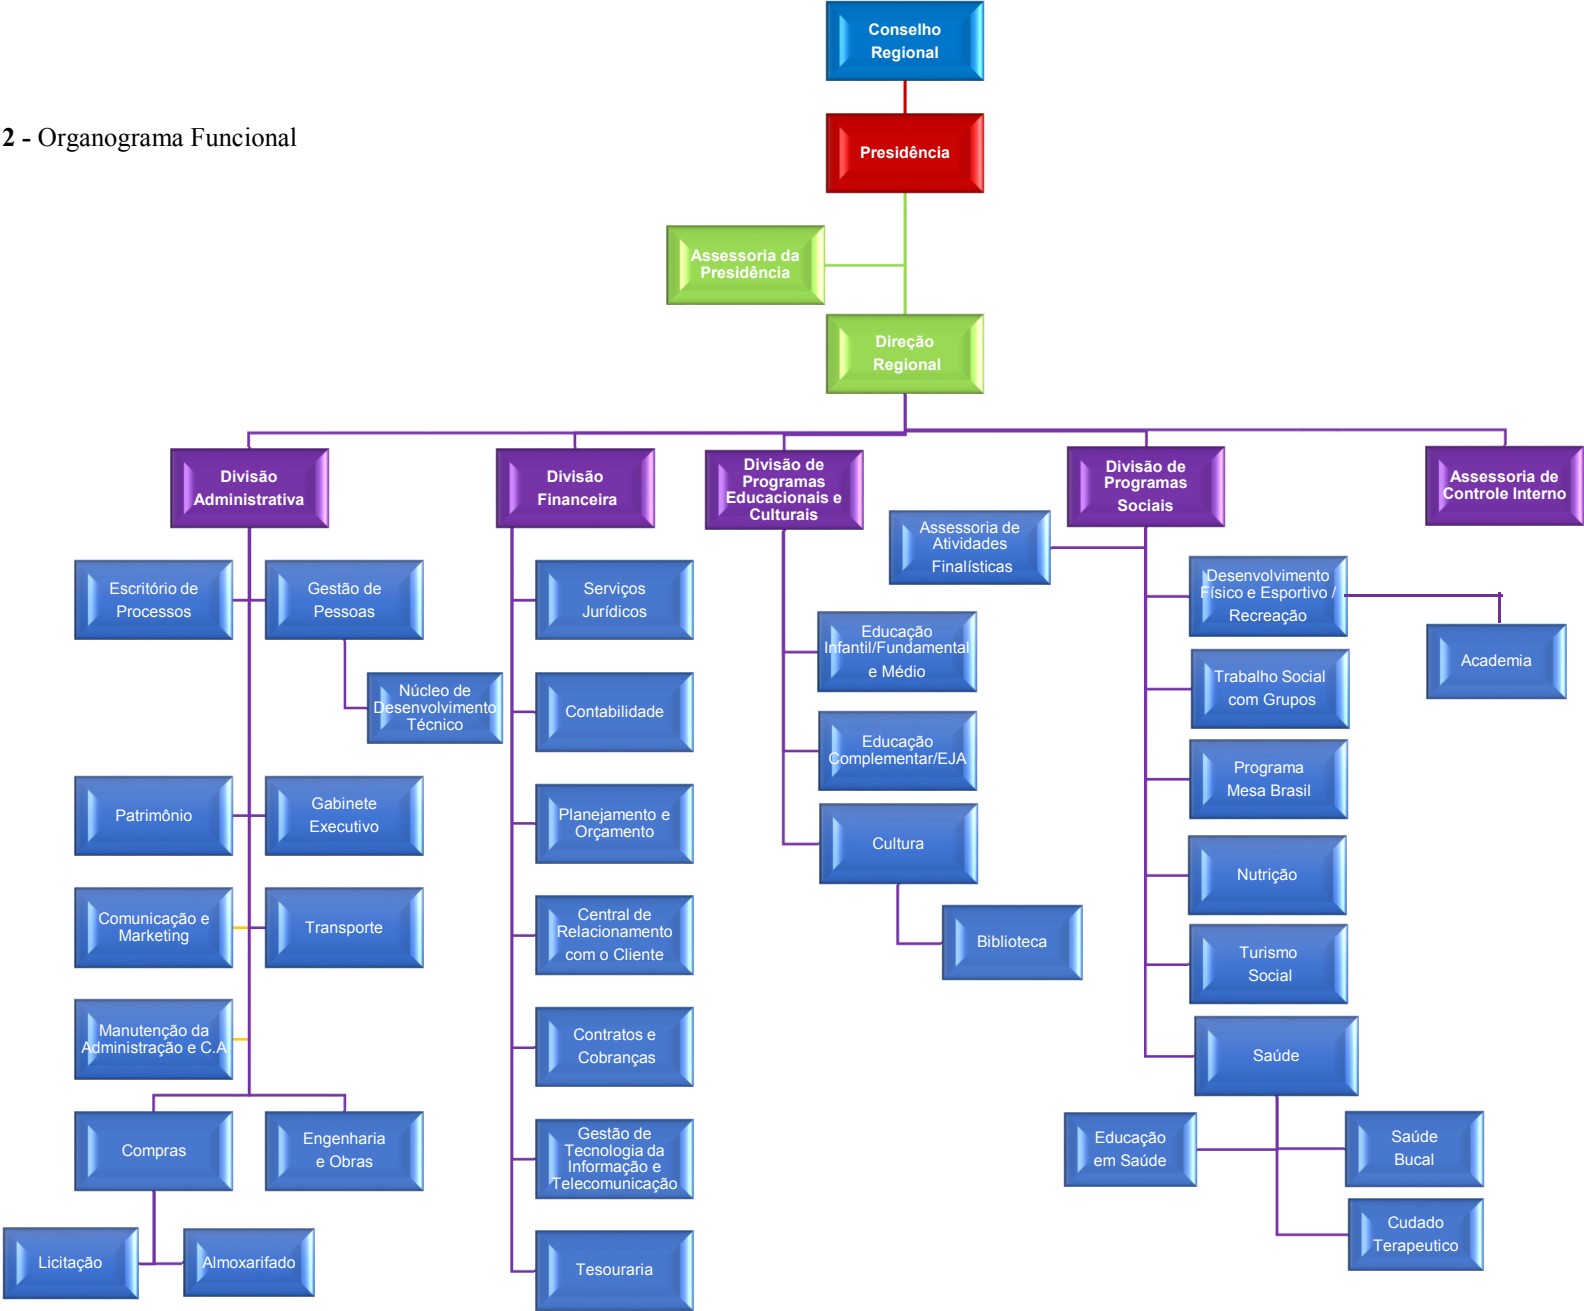 Conselho
Regional
2 - Organograma Funcional
Presidência
Assessoria da
Presidência
Direção
Regional
Divisão
Administrativa
Divisão
Financeira
Divisão de
Programas
Educacionais e
Culturais
Divisão de
Programas
Sociais
Assessoria de
Controle Interno
Escritório de
Processos
Gestão de
Pessoas
Núcleo de
Desenvolvimento
Técnico
Patrimônio
Gabinete
Executivo
Comunicação e
Marketing
Transporte
Manutenção da
Administração e C.A
Compras
Engenharia
e Obras
Licitação
Almoxarifado
Serviços
Jurídicos
Contabilidade
Planejamento e
Orçamento
Central de
Relacionamento
com o Cliente
Contratos e
Cobranças
Gestão de
Tecnologia da
Informação e
Telecomunicação
Tesouraria
Educação
Infantil/Fundamental
e Médio
Educação
Complementar/EJA
Cultura
Biblioteca
Assessoria de
Atividades
Finalísticas
Desenvolvimento
Físico e Esportivo /
Recreação
Academia
Trabalho Social
com Grupos
Programa
Mesa Brasil
Nutrição
Turismo
Social
Saúde
Educação
em Saúde
Saúde
Bucal
Cudado
Terapeutico